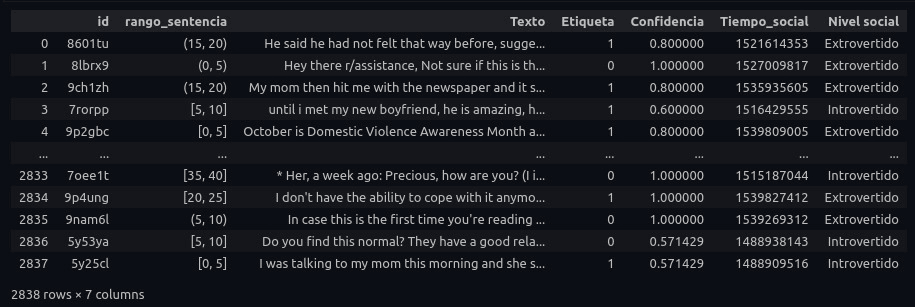 id rango_sentencia Texto Etiqueta Confidencia Tiempo_social Nivel social
0 8601tu (15, 20) He said he had not felt that way before, sugge... 1 0.800000 1521614353 Extrovertido
1 8lbrx9 (0, 5) Hey there r/assistance, Not sure if this is th... 0 1.000000 1527009817 Extrovertido
2 9ch1zh (15, 20) My mom then hit me with the newspaper and it s... 1 0.800000 1535935605 Extrovertido
3 7rorpp [5, 10] until i met my new boyfriend, he is amazing, h... 1 0.600000 1516429555 Introvertido
4 9p2gbc [0, 5] October is Domestic Violence Awareness Month a... 1 0.800000 1539809005 Extrovertido
... ... ... ... ... ... ... ...
2833 7oee1t [35, 40] * Her, a week ago: Precious, how are you? (I i... 0 1.000000 1515187044 Introvertido
2834 9p4ung [20, 25] I don't have the ability to cope with it anymo... 1 1.000000 1539827412 Extrovertido
2835 9nam6l (5, 10) In case this is the first time you're reading ... 0 1.000000 1539269312 Extrovertido
2836 5y53ya [5, 10] Do you find this normal? They have a good rela... 0 0.571429 1488938143 Introvertido
2837 5y25cl [0, 5] I was talking to my mom this morning and she s... 1 0.571429 1488909516 Introvertido
2838 rows × 7 columns